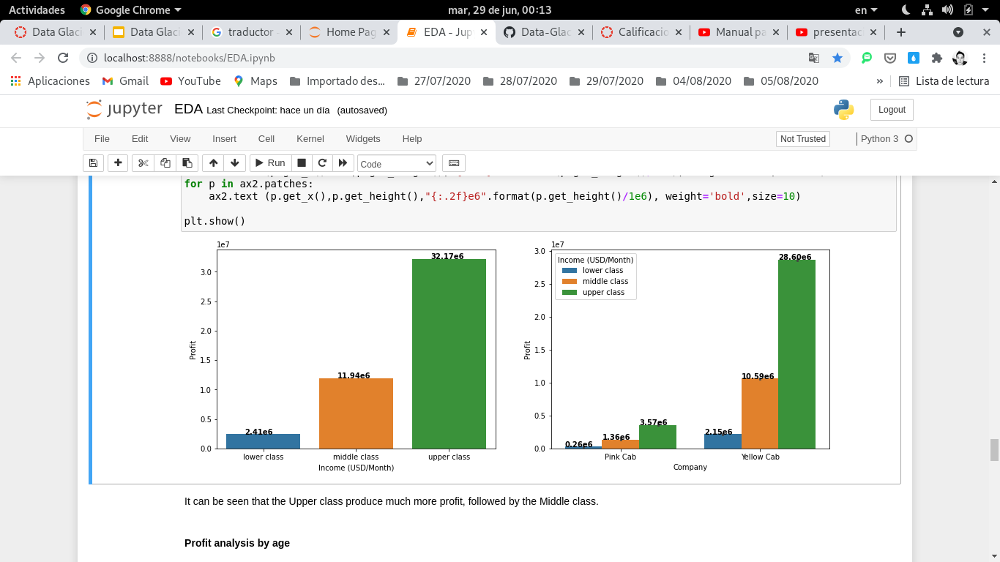 Actividades Google Chrome mar, 29 de jun, 00:13 en
Data Glaci Data Glaci traductor - Home Pag EDA - Jup Data-Glac Calificacio Manual pa presentaci
localhost:8888/notebooks/EDA.ipynb
Aplicaciones Gmail YouTube Maps Importado des... 27/07/2020 28/07/2020 29/07/2020 04/08/2020 05/08/2020 » Lista de lectura
jupyter EDA Last Checkpoint: hace un día (autosaved) Logout
File Edit View Insert Cell Kernel Widgets Help Not Trusted Python 3
Run Code
for p in ax2.patches:
ax2.text (p.get_x(),p.get_height(),"{:.2f}e6".format(p.get_height()/1e6), weight='bold',size=10)
plt.show()
1e7
3.0
2.5
2.0
1.5
1.0
0.5
0.0
Profit
2.41e6
11.94e6
32.17e6
lower class middle class upper class
Income (USD/Month)
1e7
3.0
2.5
2.0
1.5
1.0
0.5
0.0
Profit
Income (USD/Month)
lower class
middle class
upper class
0.26e6
1.36e6
3.57e6
2.15e6
10.59e6
28.60e6
Pink Cab Yellow Cab
Company
It can be seen that the Upper class produce much more profit, followed by the Middle class.
Profit analysis by age